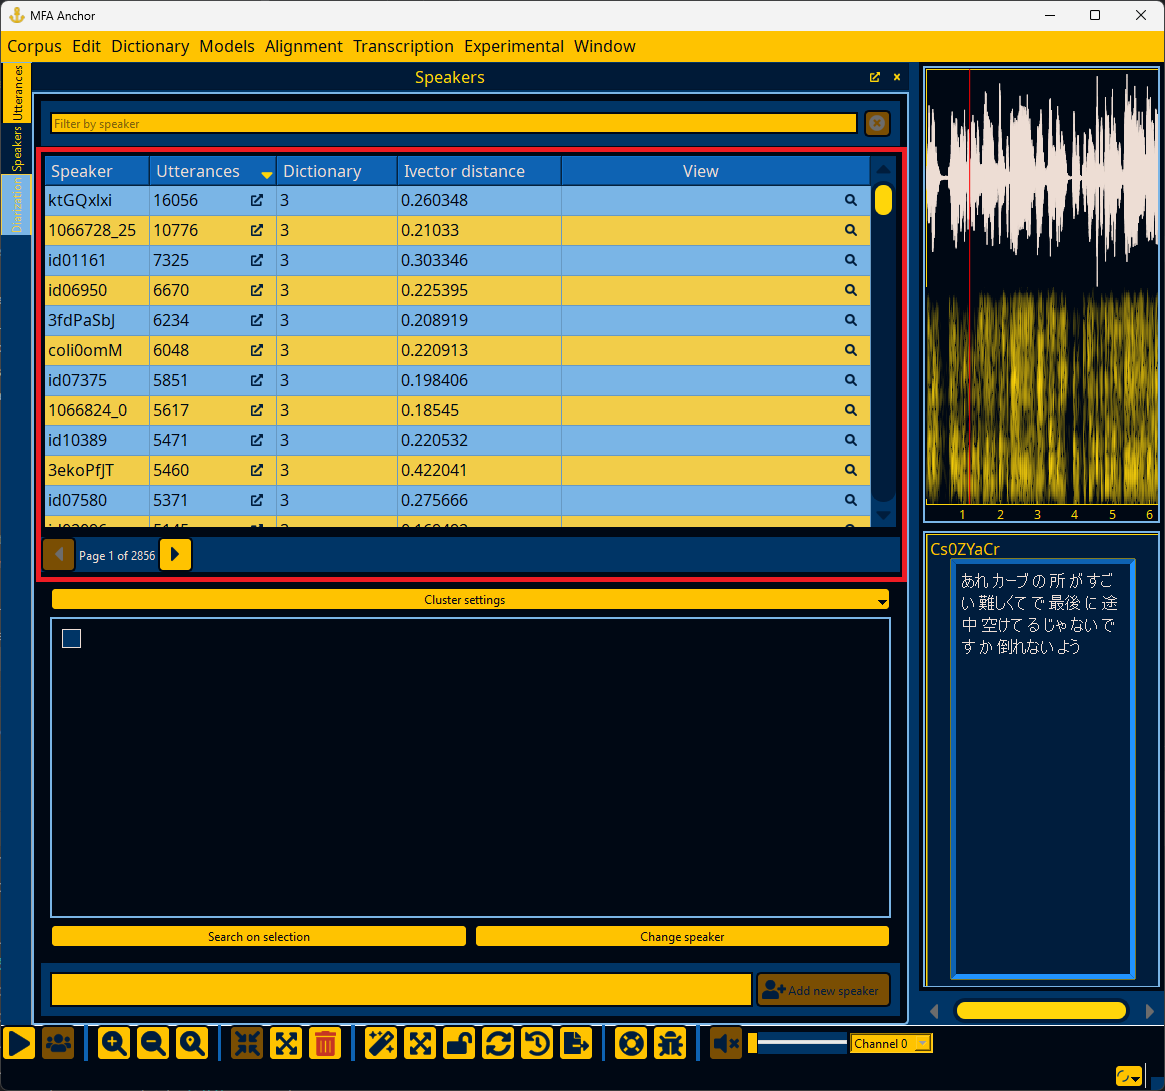 MFA Anchor
Corpus Edit Dictionary Models Alignment Transcription Experimental Window
Utterances
Speakers
Diarization
Speakers
Filter by speaker
Speaker Utterances Dictionary Ivector distance View
ktGQxIxi 16056 3 0.260348
1066728_25 10776 3 0.21033
id01161 7325 3 0.303346
id06950 6670 3 0.225395
3fdPaSbJ 6234 3 0.208919
coli0omM 6048 3 0.220913
id07375 5851 3 0.198406
1066824_0 5617 3 0.18545
id10389 5471 3 0.220532
3ekoPfJT 5460 3 0.422041
id07580 5371 3 0.275666
Page 1 of 2856
Cluster settings
Search on selection Change speaker
Add new speaker
1 2 3 4 5 6
Cs0ZYaCr
あれ カーブ の 所 が すご
い 難しくて で 最後 に 途
中 空けて る じゃ ない で
す か 倒れない よう
Channel 0